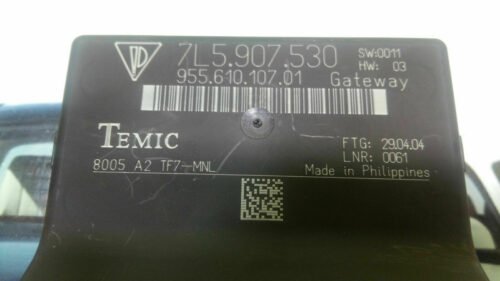 7L5.907.530 SW:0011
955.610.107.01 HW: 03
Gateway
TEMIC
FTG: 29.04.04
8005 A2 TF7-MNL LNR: 0061
Made in Philippines